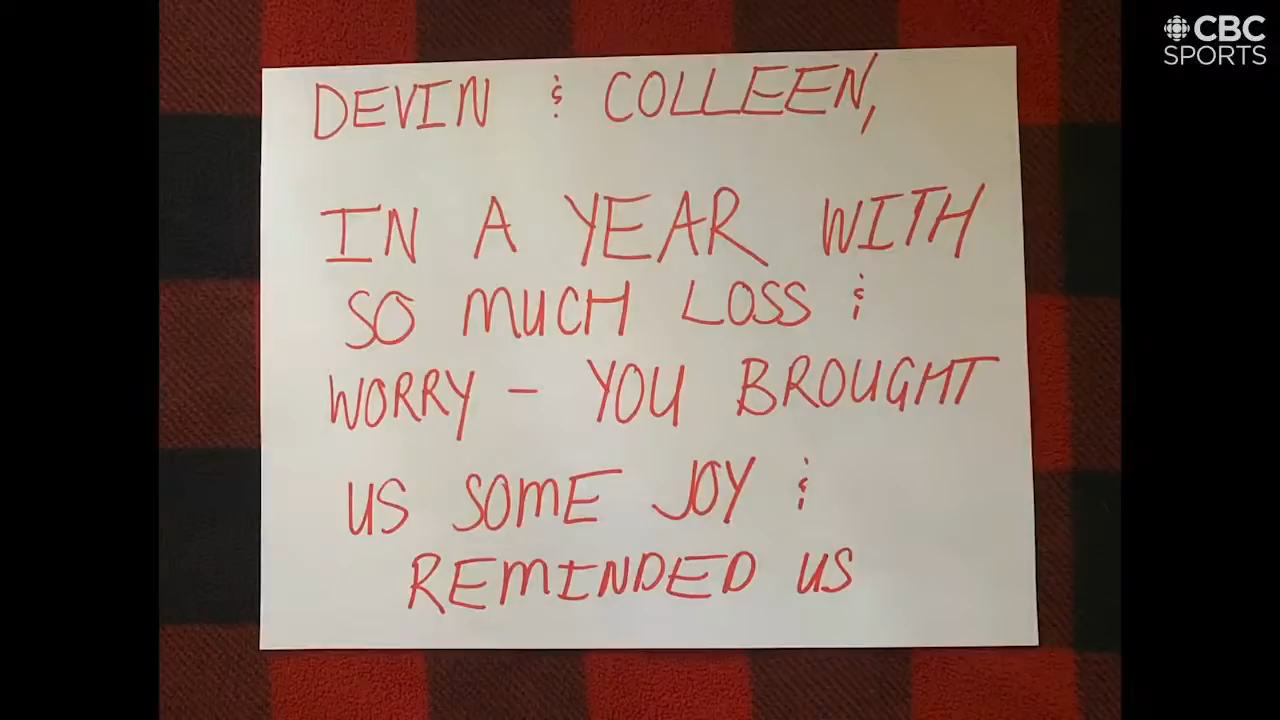 CBC
SPORTS
DEVIN & COLLEEN,
IN A YEAR WITH
SO MUCH LOSS &
WORRY - YOU BROUGHT
US SOME JOY &
REMINDED US